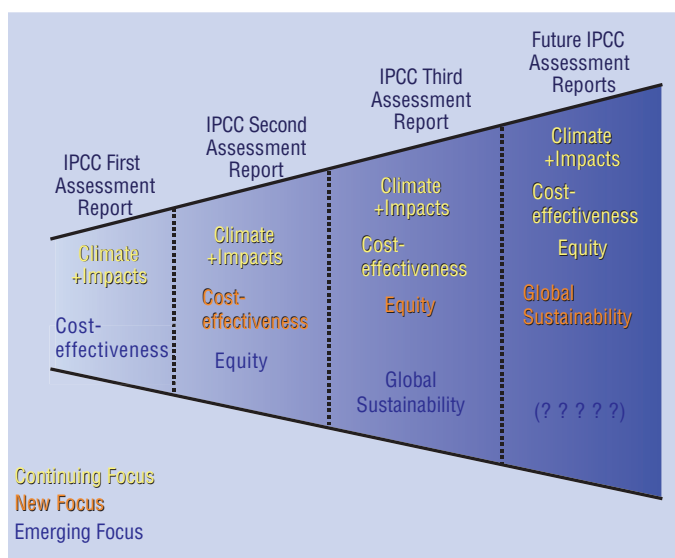 IPCC First
Assessment
Report
Climate
+Impacts
Cost-
effectiveness
IPCC Second
Assessment
Report
Climate
+Impacts
Cost-
effectiveness
Equity
IPCC Third
Assessment
Report
Climate
+Impacts
Cost-
effectiveness
Equity
Global
Sustainability
Future IPCC
Assessment
Reports
Climate
+Impacts
Cost-
effectiveness
Equity
Global
Sustainability
(? ? ? ? ?)
Continuing Focus
New Focus
Emerging Focus